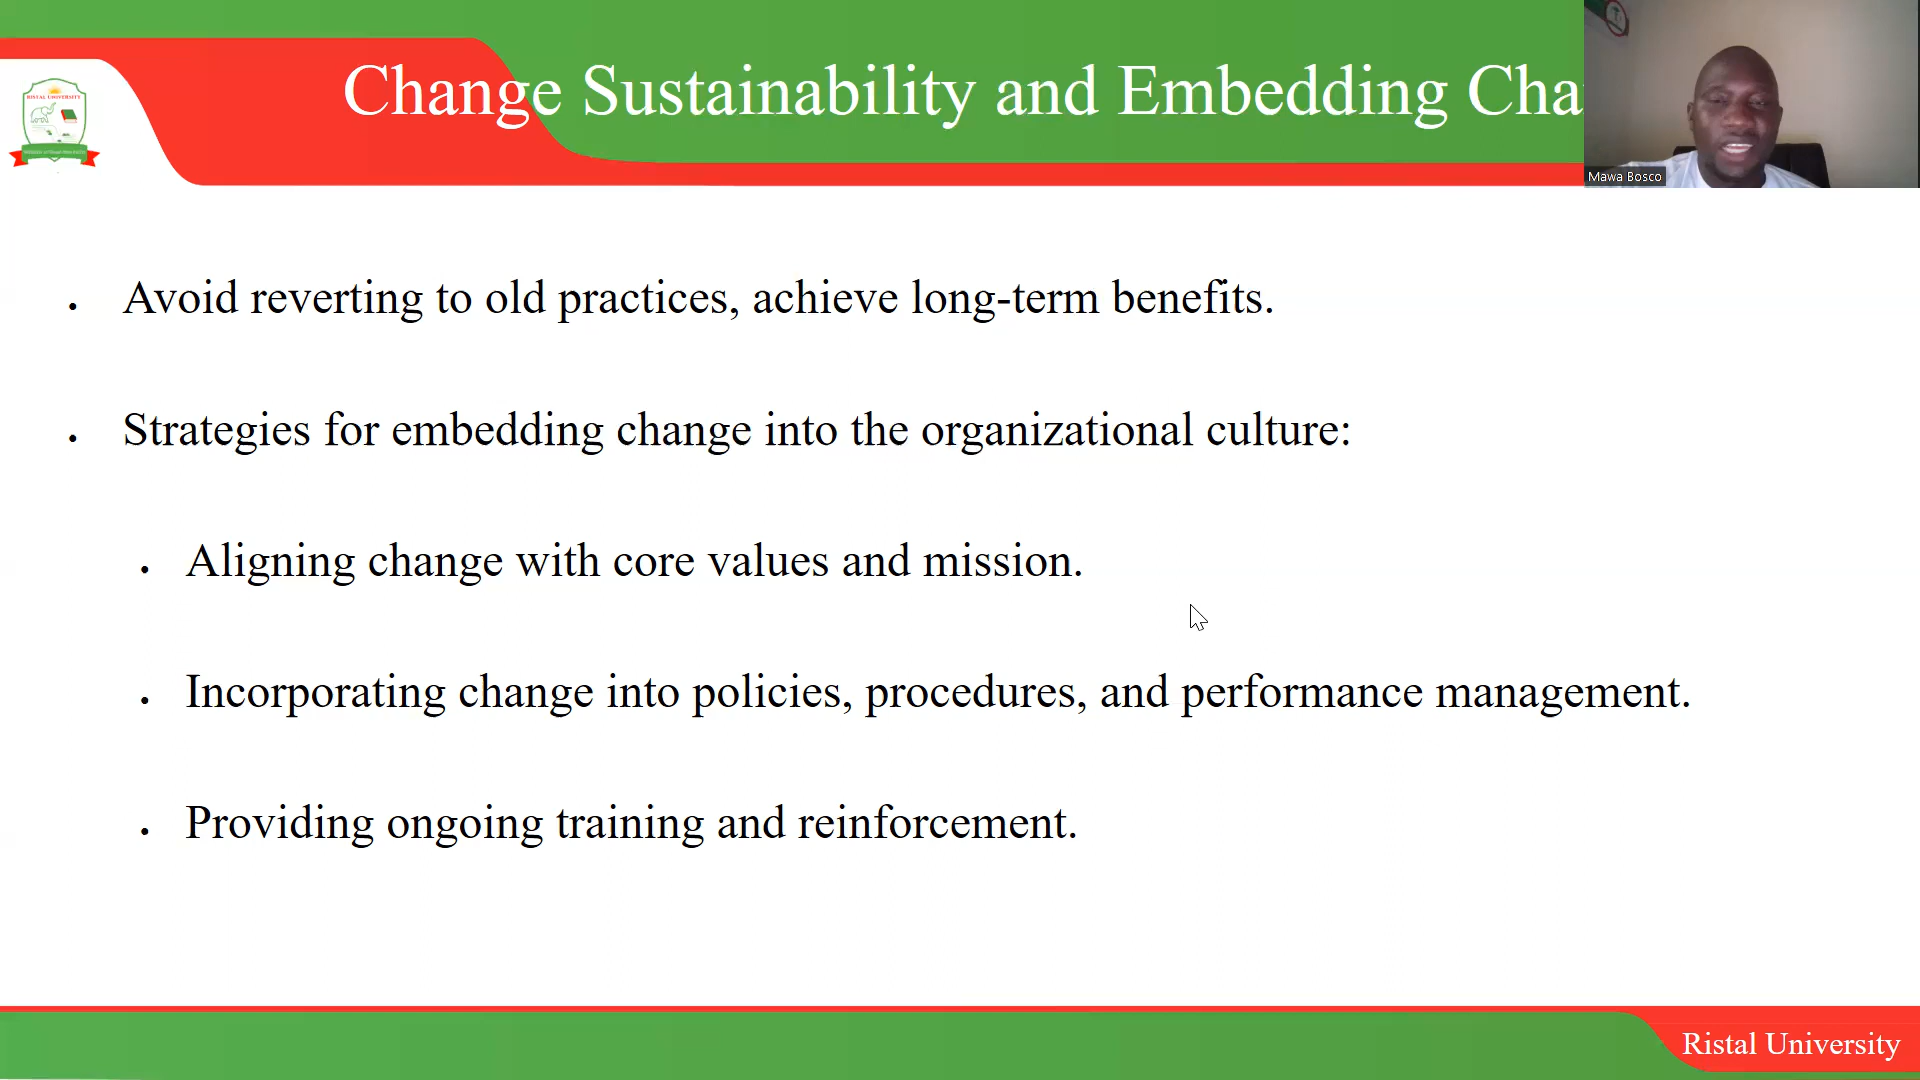 Change Sustainability and Embedding Cha
Mawa Bosco
RISTAL UNIVERSITY
• Avoid reverting to old practices, achieve long-term benefits.
• Strategies for embedding change into the organizational culture:
• Aligning change with core values and mission.
• Incorporating change into policies, procedures, and performance management.
• Providing ongoing training and reinforcement.
Ristal University